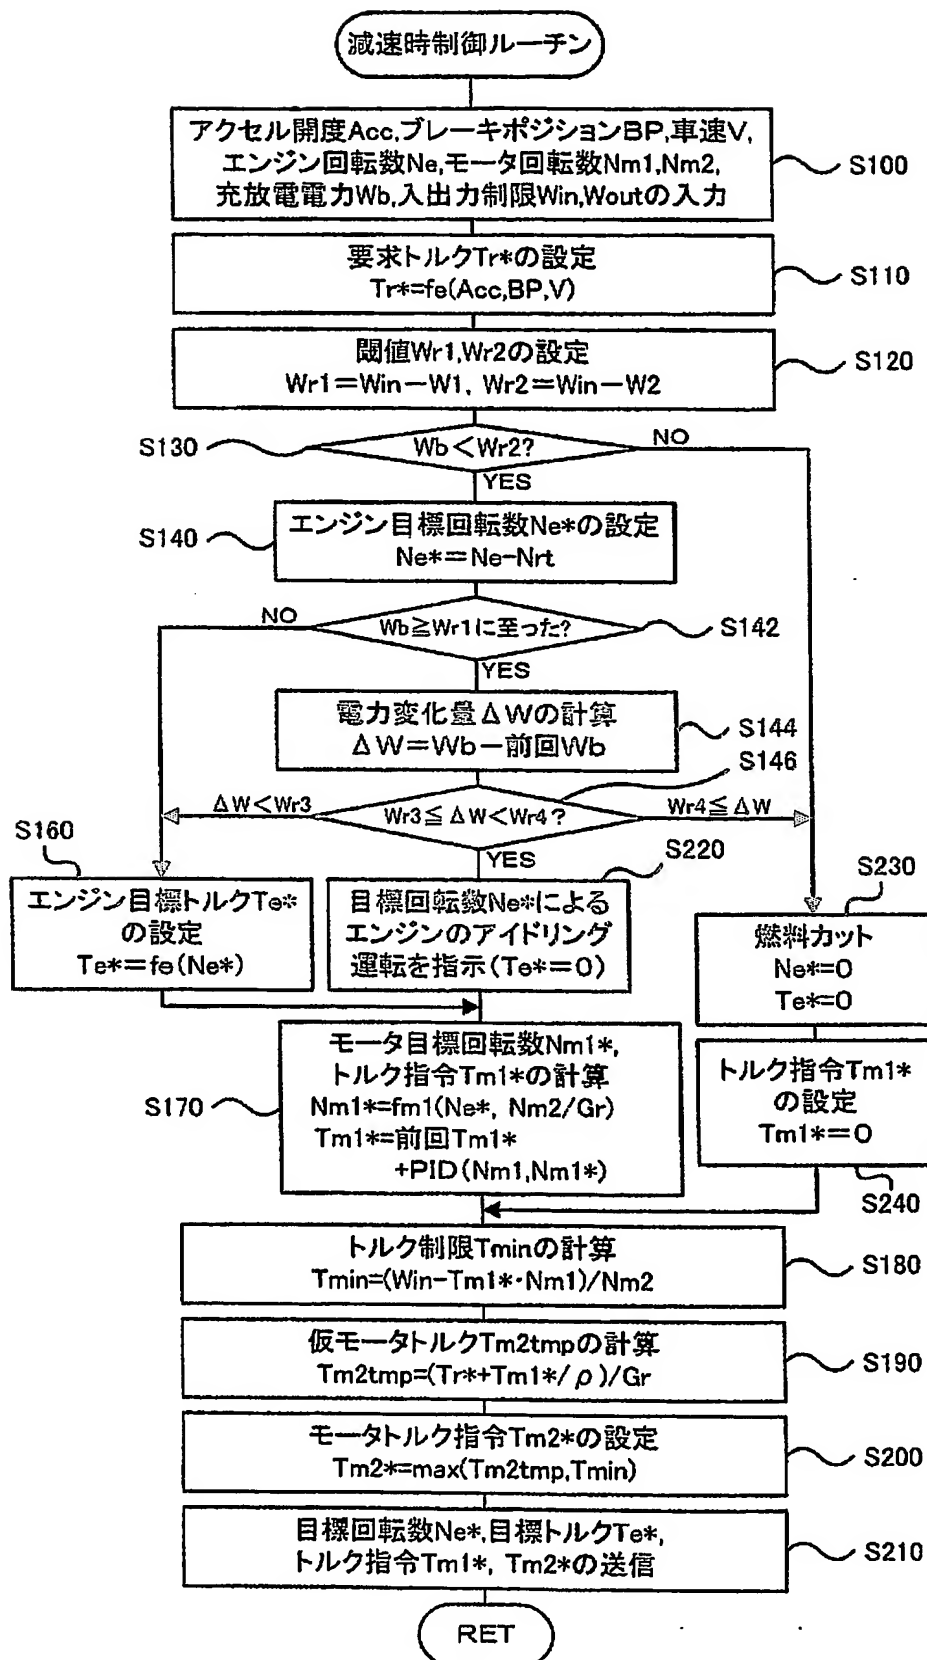 減速時制御ルーチン
アクセル開度Acc,ブレーキポジションBP,車速V,
エンジン回転数Ne,モータ回転数Nm1,Nm2,
充放電電力Wb,入出力制限Win,Woutの入力
S100
要求トルクTr*の設定
Tr*=fe(Acc,BP,V)
S110
閾値Wr1,Wr2の設定
Wr1=Win-W1, Wr2=Win-W2
S120
S130
Wb<Wr2?
NO
YES
S140
エンジン目標回転数Ne*の設定
Ne*=Ne-Nrt
NO
Wb≧Wr1に至った?
S142
YES
電力変化量ΔWの計算
ΔW=Wb-前回Wb
S144
S146
ΔW<Wr3
Wr3≦ΔW<Wr4?
Wr4≦ΔW
YES
S160
S220
S230
エンジン目標トルクTe*
の設定
Te*=fe(Ne*)
目標回転数Ne*による
エンジンのアイドリング
運転を指示(Te*=0)
燃料カット
Ne*=0
Te*=0
S170
モータ目標回転数Nm1*,
トルク指令Tm1*の計算
Nm1*=fm1(Ne*, Nm2/Gr)
Tm1*=前回Tm1*
+PID(Nm1,Nm1*)
トルク指令Tm1*
の設定
Tm1*=0
S240
トルク制限Tminの計算
Tmin=(Win-Tm1*・Nm1)/Nm2
S180
仮モータトルクTm2tmpの計算
Tm2tmp=(Tr*+Tm1*/ρ)/Gr
S190
モータトルク指令Tm2*の設定
Tm2*=max(Tm2tmp,Tmin)
S200
目標回転数Ne*,目標トルクTe*,
トルク指令Tm1*, Tm2*の送信
S210
RET